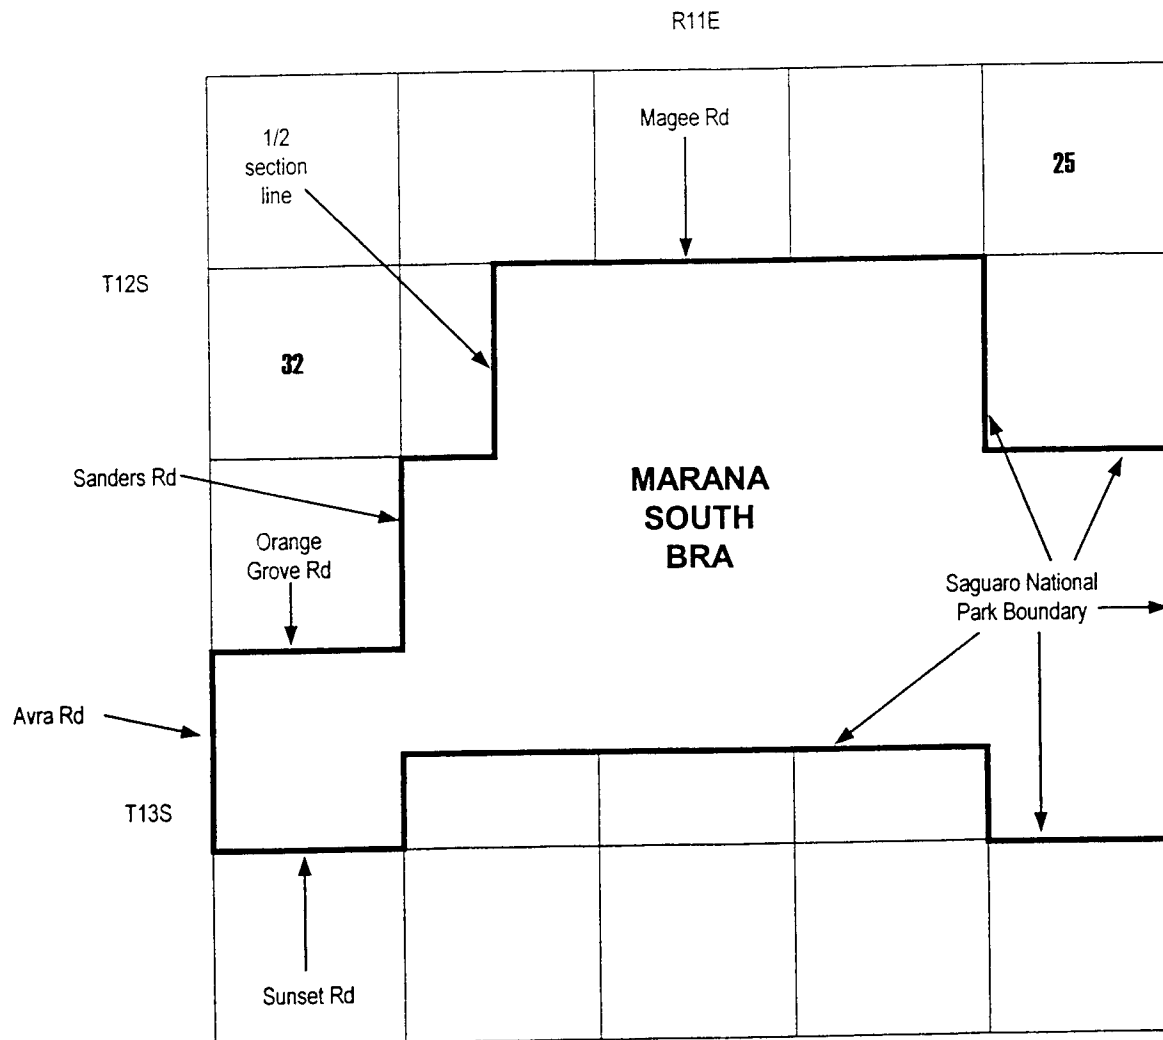 R11E
Magee Rd
1/2
section
line
25
T12S
32
Sanders Rd
MARANA
SOUTH
BRA
Orange
Grove Rd
Saguaro National
Park Boundary
Avra Rd
T13S
Sunset Rd